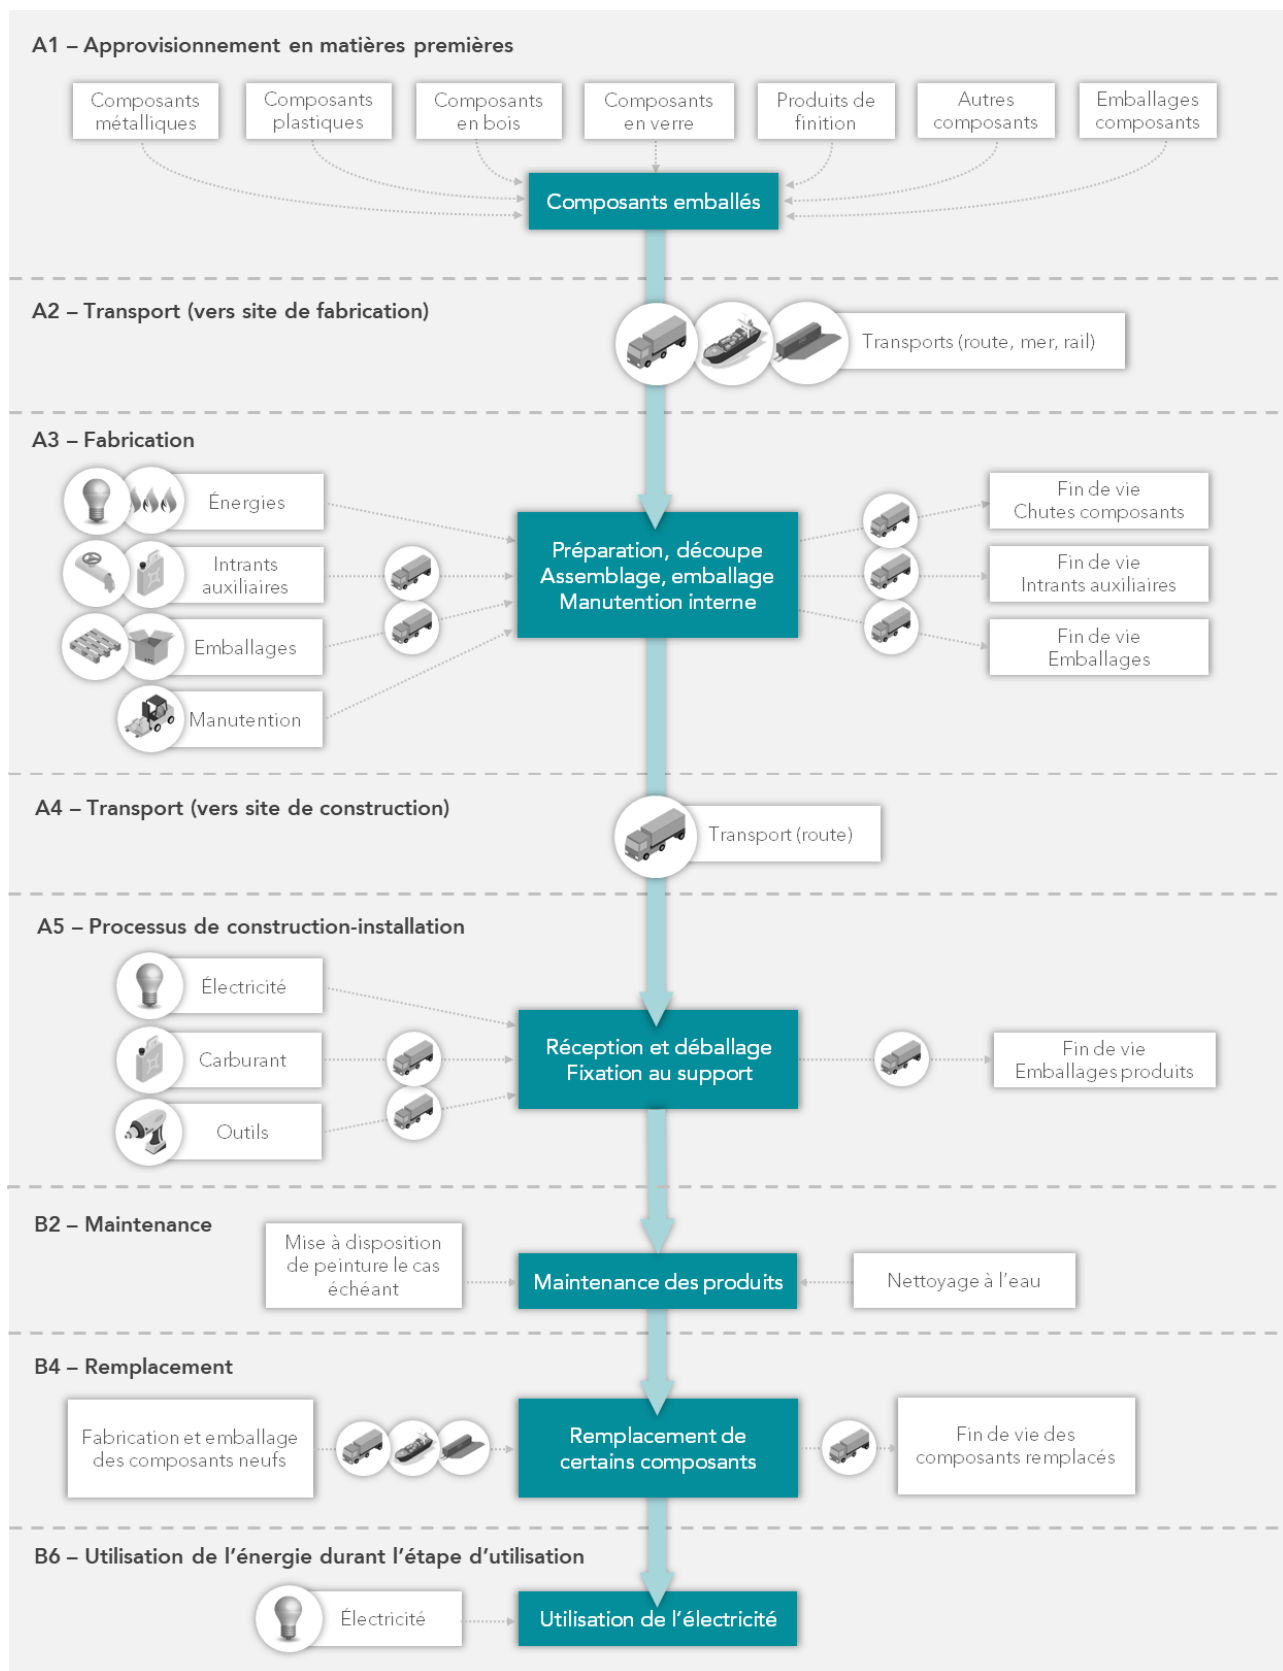 A1 – Approvisionnement en matières premières
Composants
métalliques
Composants
plastiques
Composants
en bois
Composants
en verre
Produits de
finition
Autres
composants
Emballages
composants
Composants emballés
A2 – Transport (vers site de fabrication)
Transports (route, mer, rail)
A3 – Fabrication
Énergies
Intrants
auxiliaires
Emballages
Manutention
Préparation, découpe
Assemblage, emballage
Manutention interne
Fin de vie
Chutes composants
Fin de vie
Intrants auxiliaires
Fin de vie
Emballages
A4 – Transport (vers site de construction)
Transport (route)
A5 – Processus de construction-installation
Électricité
Carburant
Outils
Réception et déballage
Fixation au support
Fin de vie
Emballages produits
B2 – Maintenance
Mise à disposition
de peinture le cas
échéant
Maintenance des produits
Nettoyage à l’eau
B4 – Remplacement
Fabrication et emballage
des composants neufs
Remplacement de
certains composants
Fin de vie des
composants remplacés
B6 – Utilisation de l’énergie durant l’étape d’utilisation
Électricité
Utilisation de l’électricité